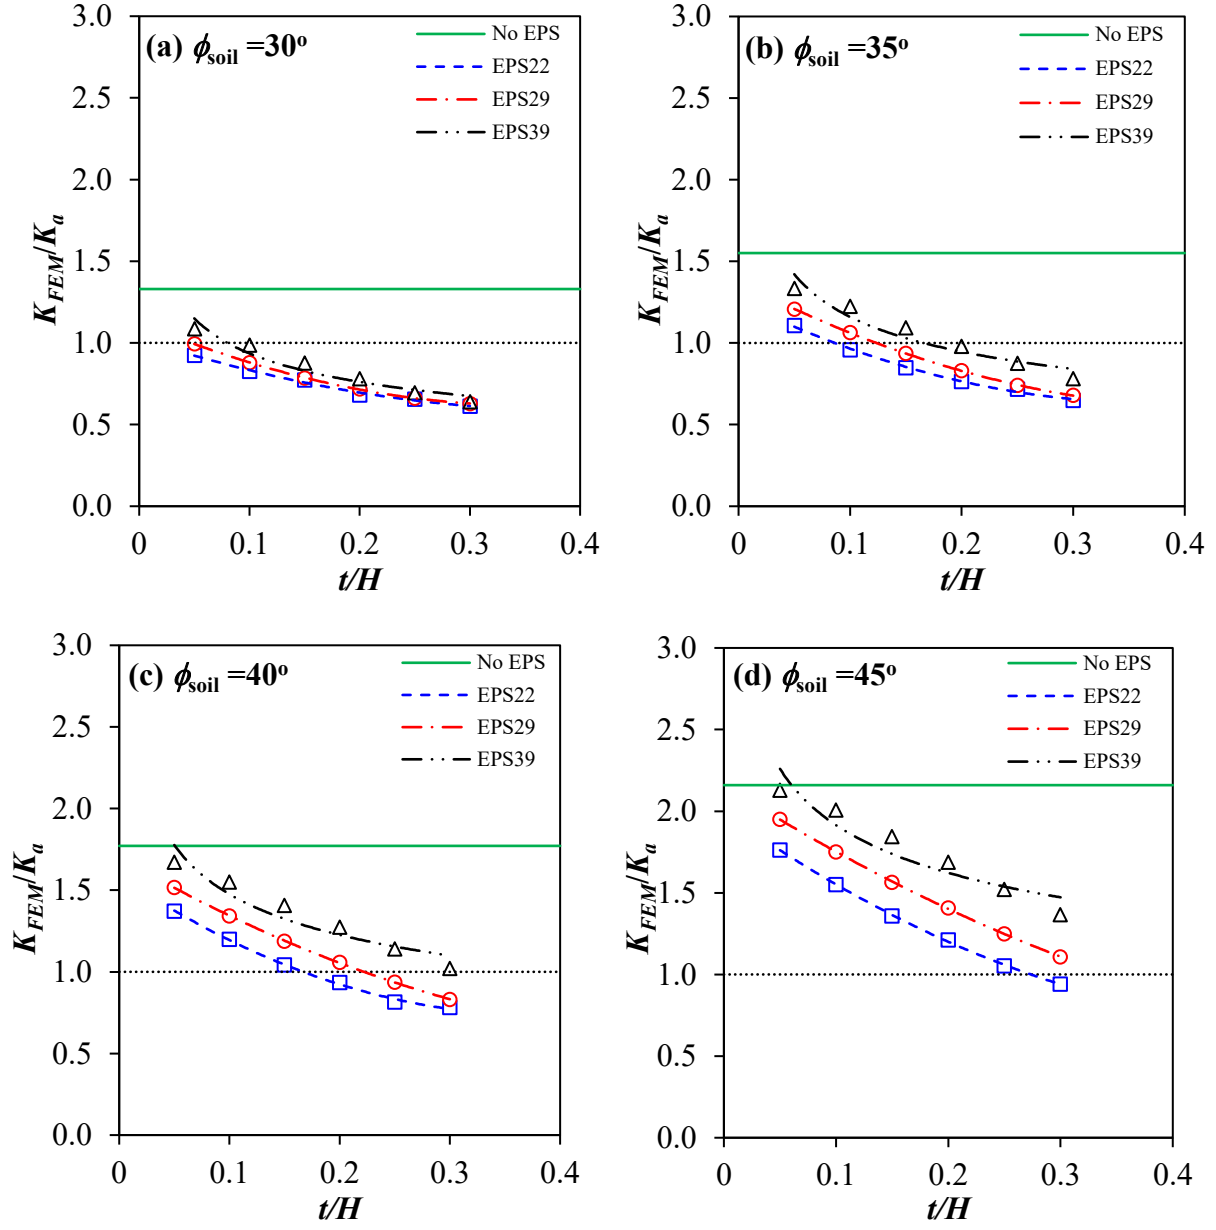 (a) ϕsoil =30o
No EPS
EPS22
EPS29
EPS39
3.0
2.5
2.0
1.5
1.0
0.5
0.0
KFEM/Ka
0
0.1
0.2
0.3
0.4
t/H
(b) ϕsoil =35o
No EPS
EPS22
EPS29
EPS39
3.0
2.5
2.0
1.5
1.0
0.5
0.0
KFEM/Ka
0
0.1
0.2
0.3
0.4
t/H
(c) ϕsoil =40o
No EPS
EPS22
EPS29
EPS39
3.0
2.5
2.0
1.5
1.0
0.5
0.0
KFEM/Ka
0
0.1
0.2
0.3
0.4
t/H
(d) ϕsoil =45o
No EPS
EPS22
EPS29
EPS39
3.0
2.5
2.0
1.5
1.0
0.5
0.0
KFEM/Ka
0
0.1
0.2
0.3
0.4
t/H